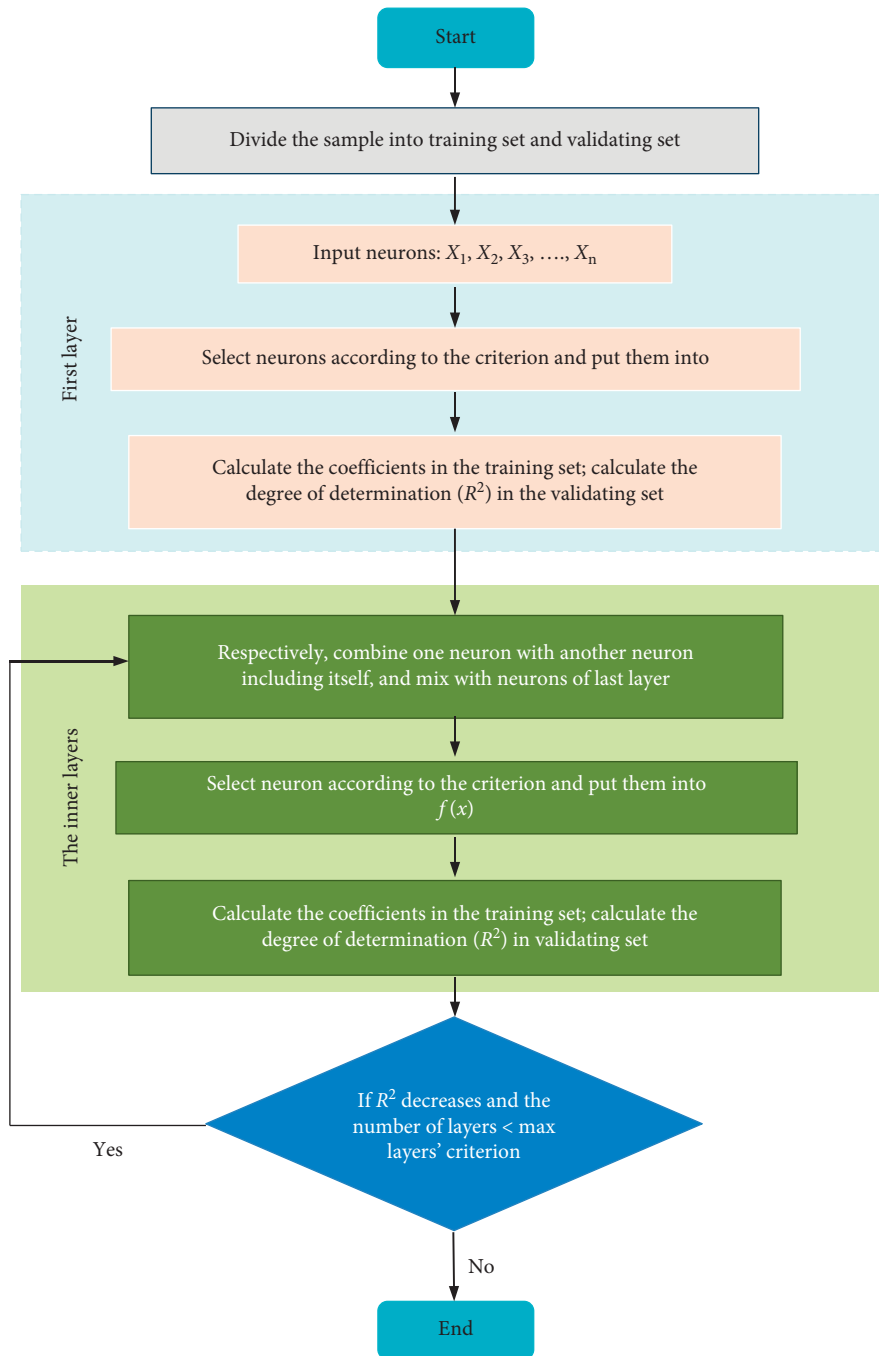 Start
Divide the sample into training set and validating set
First layer
Input neurons: X₁, X₂, X₃, …., Xₙ
Select neurons according to the criterion and put them into
Calculate the coefficients in the training set; calculate the
degree of determination (R²) in the validating set
The inner layers
Respectively, combine one neuron with another neuron
including itself, and mix with neurons of last layer
Select neuron according to the criterion and put them into
f (x)
Calculate the coefficients in the training set; calculate the
degree of determination (R²) in validating set
If R² decreases and the
number of layers < max
layers’ criterion
Yes
No
End